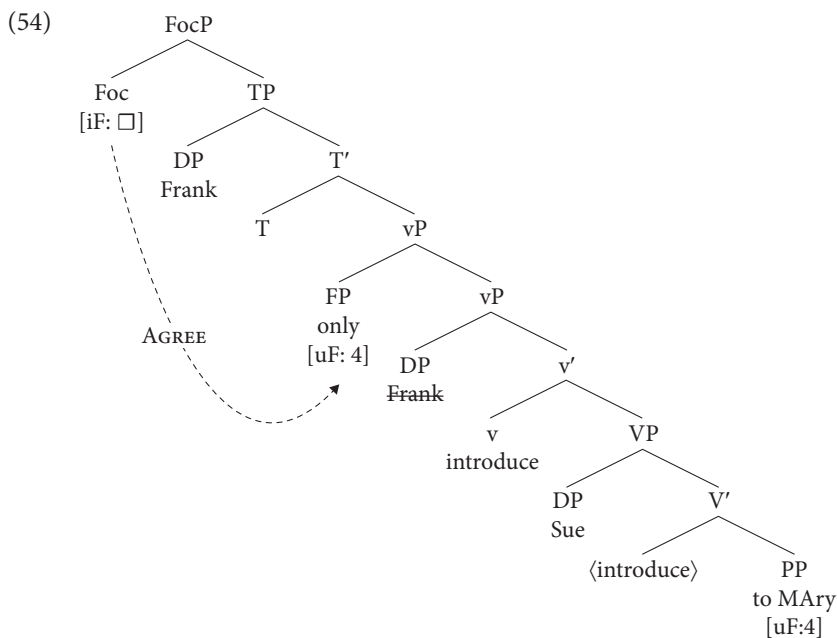 (54)
FocP
Foc TP
[iF: ❒]
DP T′
Frank
T vP
FP vP
only
AGREE [uF: 4] DP v′
Frank
v VP
introduce
DP V′
Sue
⟨introduce⟩ PP
to MAry
[uF:4]